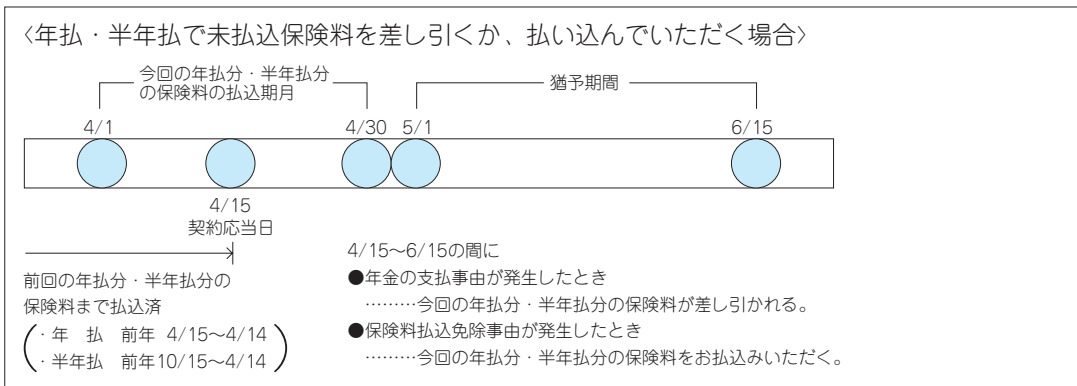 〈年払・半年払で未払込保険料を差し引くか、払い込んでいただく場合〉
今回の年払分・半年払分
の保険料の払込期月
猶予期間
4/1
4/30
5/1
6/15
4/15
契約応当日
前回の年払分・半年払分の
保険料まで払込済
・年　払　前年 4/15～4/14
・半年払　前年10/15～4/14
4/15～6/15の間に
●年金の支払事由が発生したとき
………今回の年払分・半年払分の保険料が差し引かれる。
●保険料払込免除事由が発生したとき
………今回の年払分・半年払分の保険料をお払込みいただく。